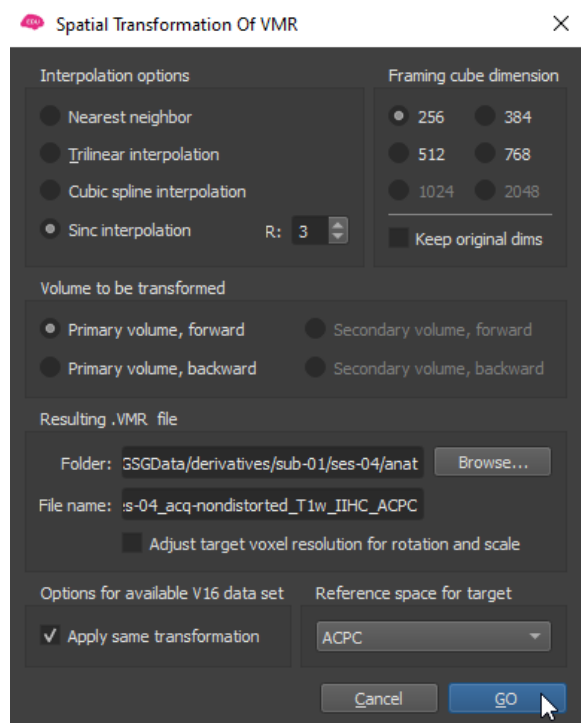 Spatial Transformation Of VMR
Interpolation options
Nearest neighbor
Trilinear interpolation
Cubic spline interpolation
Sinc interpolation R: 3
Framing cube dimension
256 384
512 768
1024 2048
Keep original dims
Volume to be transformed
Primary volume, forward Secondary volume, forward
Primary volume, backward Secondary volume, backward
Resulting .VMR file
Folder: GSGData/derivatives/sub-01/ses-04/anat Browse...
File name: s-04_acq-nondistorted_T1w_IIHC_ACPC
Adjust target voxel resolution for rotation and scale
Options for available V16 data set
Apply same transformation
Reference space for target
ACPC
Cancel GO